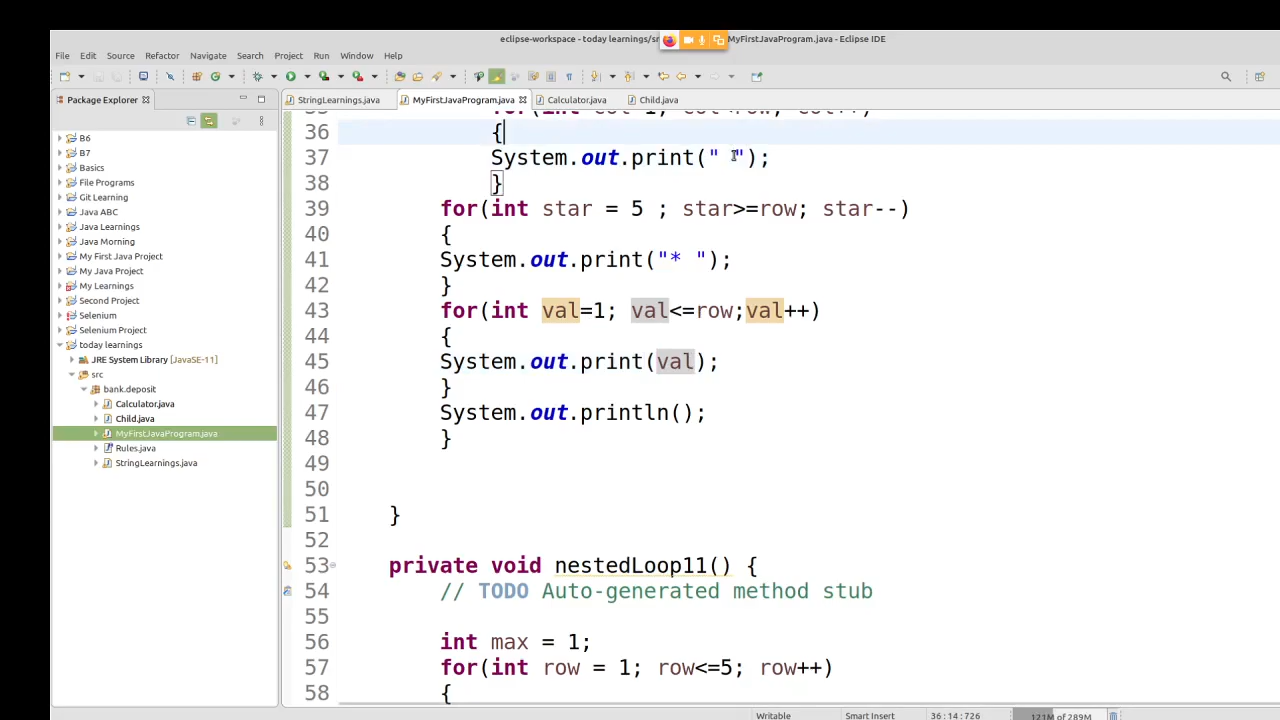 eclipse-workspace - today learnings/sr MyFirstJavaProgram.java - Eclipse IDE
File Edit Source Refactor Navigate Search Project Run Window Help
Package Explorer
StringLearnings.java MyFirstJavaProgram.java Calculator.java Child.java
B6
B7
Basics
File Programs
Git Learning
Java ABC
Java Learnings
Java Morning
My First Java Project
My Java Project
My Learnings
Second Project
Selenium
Selenium Project
today learnings
JRE System Library [JavaSE-11]
src
bank.deposit
Calculator.java
Child.java
MyFirstJavaProgram.java
Rules.java
StringLearnings.java
36 {
37 System.out.print(" ");
38 }
39 for(int star = 5 ; star>=row; star--)
40 {
41 System.out.print("* ");
42 }
43 for(int val=1; val<=row;val++)
44 {
45 System.out.print(val);
46 }
47 System.out.println();
48 }
49
50
51 }
52
53 private void nestedLoop11() {
54 // TODO Auto-generated method stub
55
56 int max = 1;
57 for(int row = 1; row<=5; row++)
58 {
Writable Smart Insert 36:14:726 121M of 289M